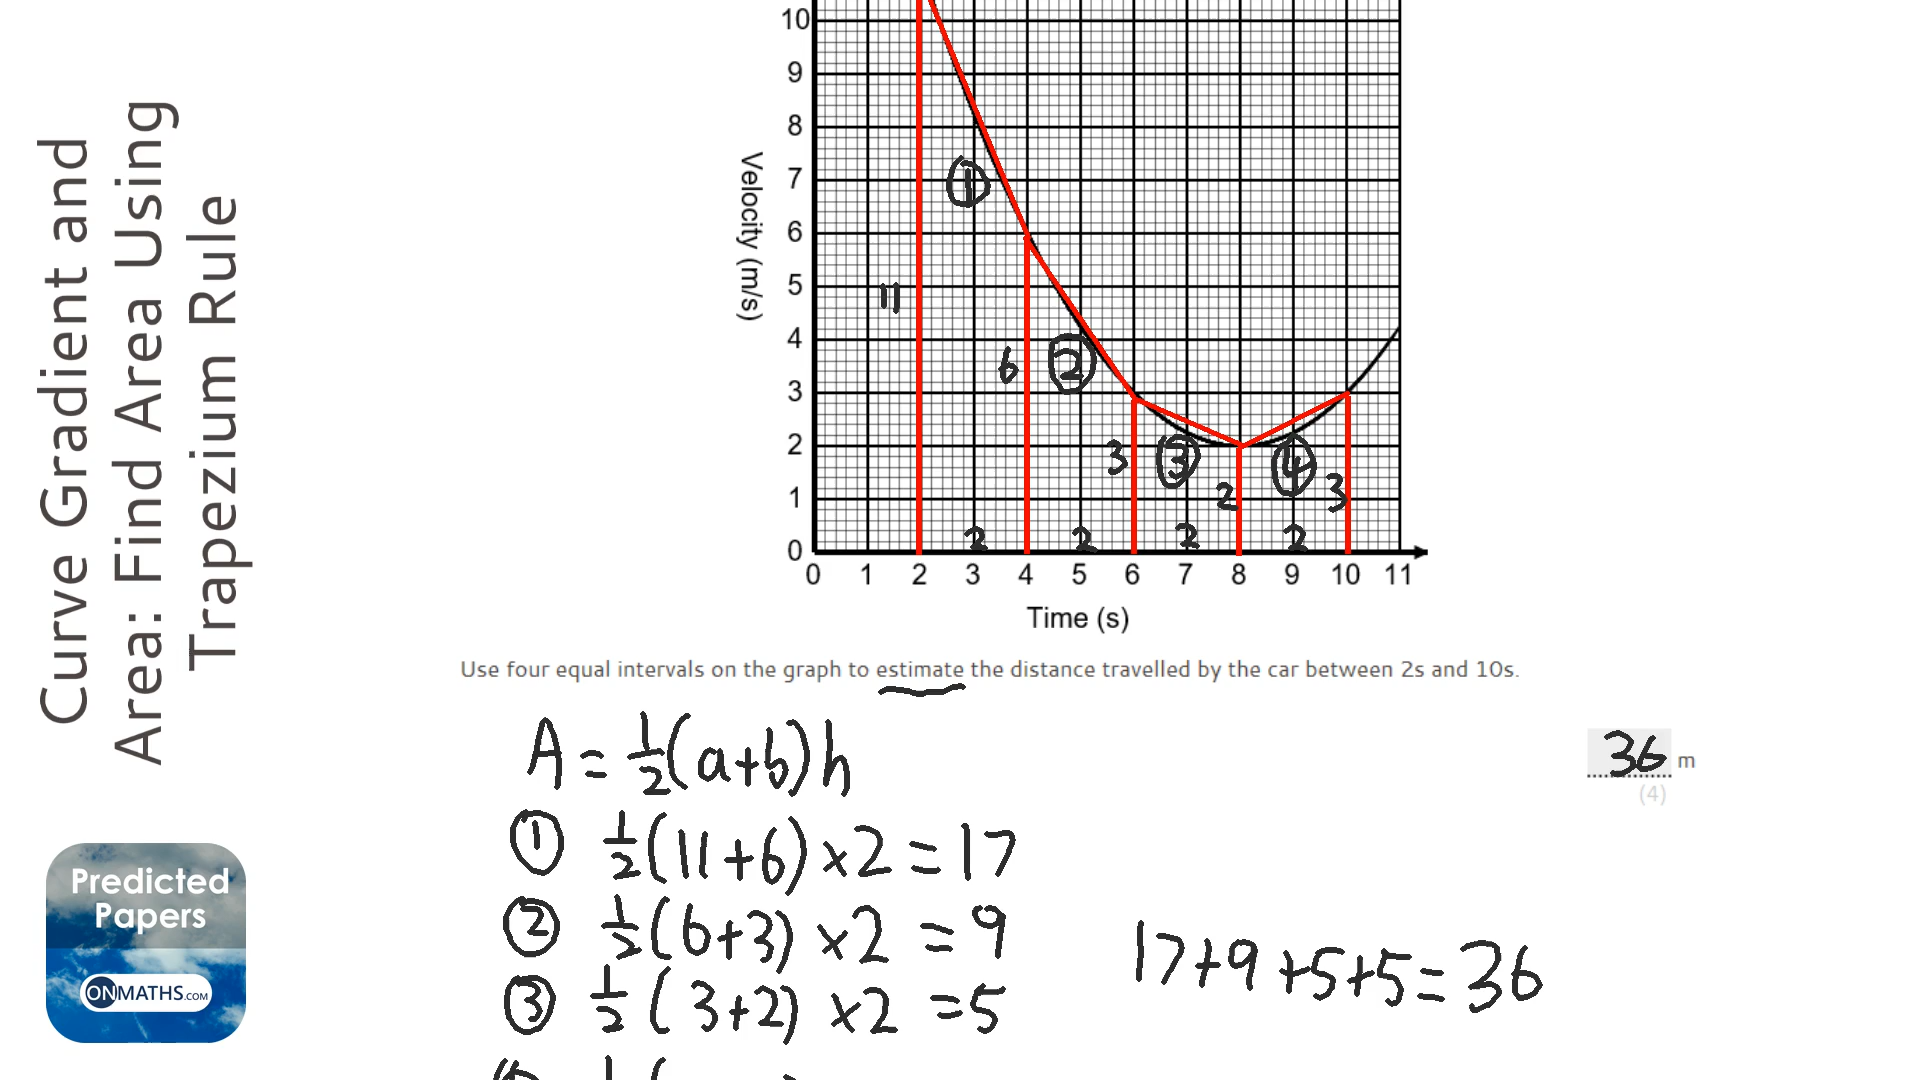 Curve Gradient and
Area: Find Area Using
Trapezium Rule
Predicted
Papers
ONMATHS.COM
10
9
8
7
6
5
4
3
2
1
0
Velocity (m/s)
0 1 2 3 4 5 6 7 8 9 10 11
Time (s)
①
11
6
②
3
③
2
④
3
2 2 2 2
Use four equal intervals on the graph to estimate the distance travelled by the car between 2s and 10s.
A = ½(a+b)h
36 m
(4)
① ½(11+6)×2 = 17
② ½(6+3)×2 = 9
③ ½(3+2)×2 = 5
17+9+5+5=36